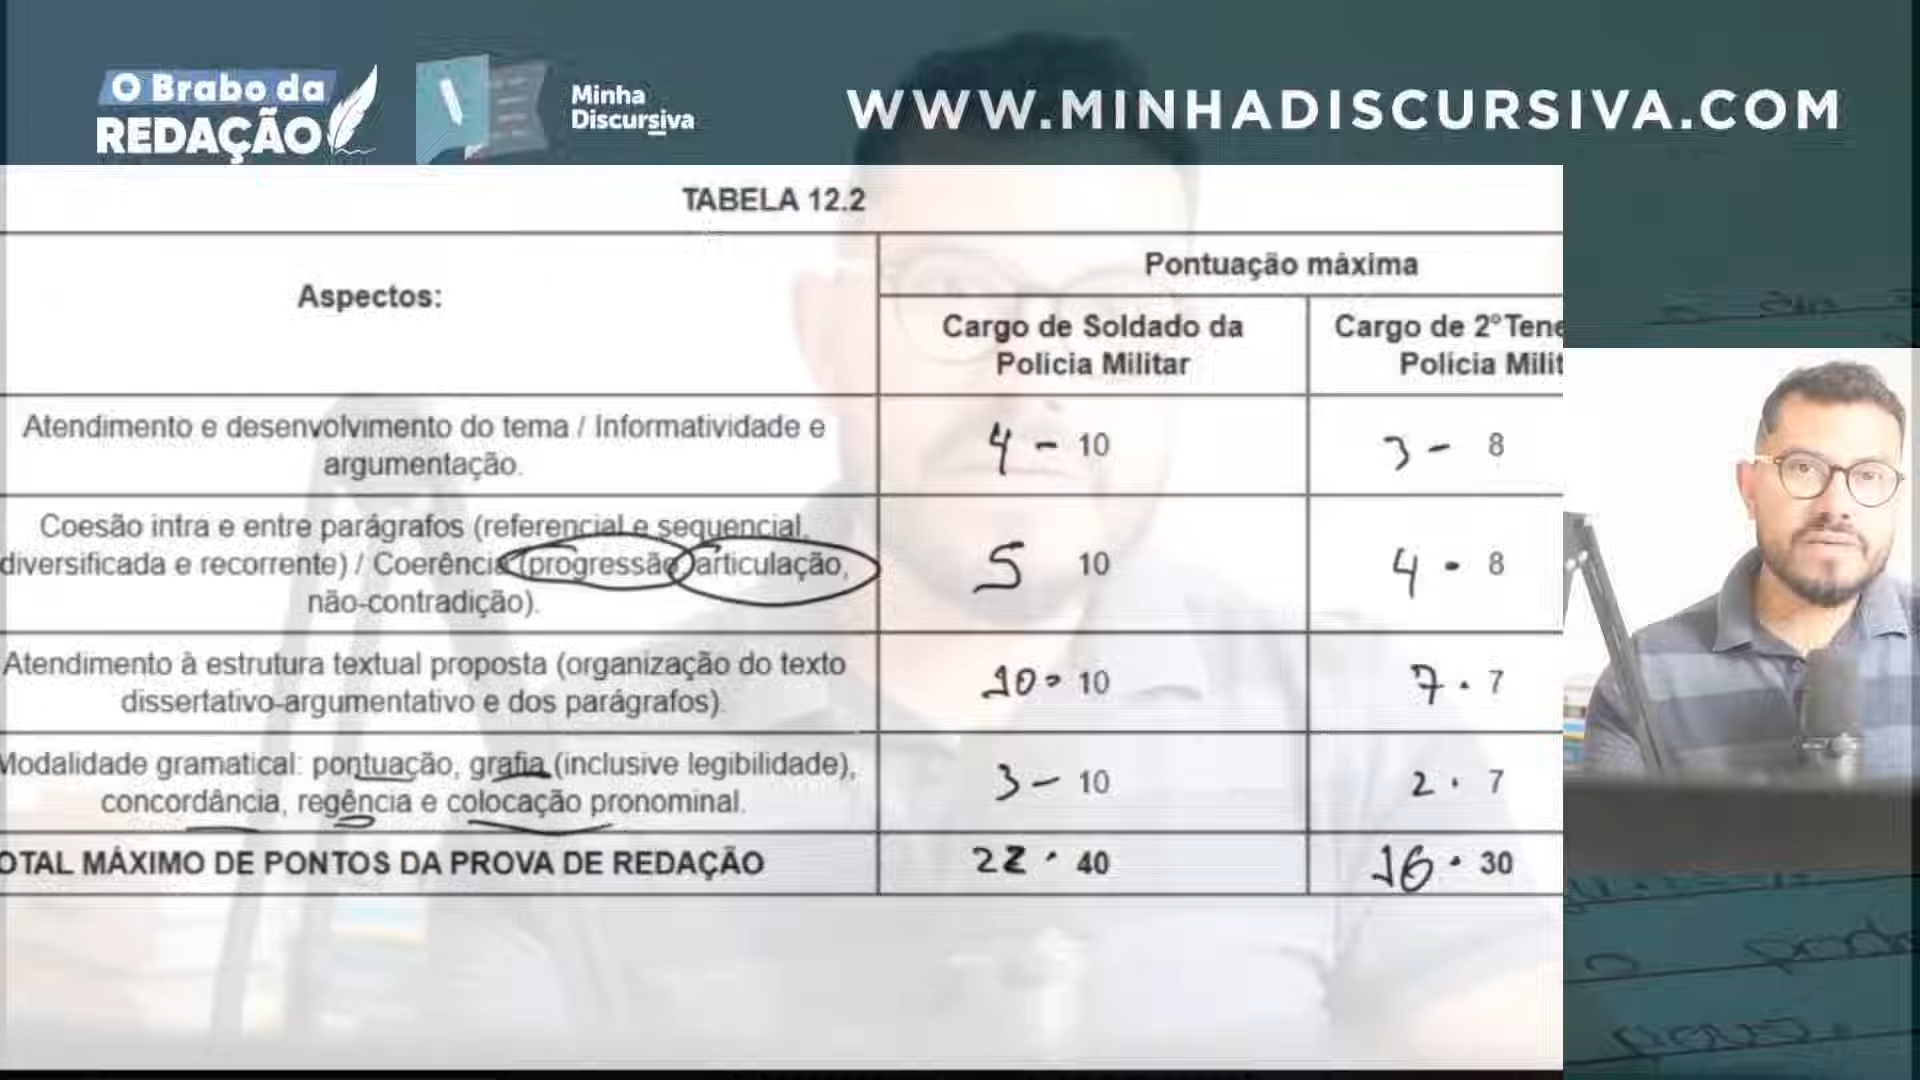 O Brabo da
REDAÇÃO
Minha
Discursiva
WWW.MINHADISCURSIVA.COM
TABELA 12.2
Aspectos:
Pontuação máxima
Cargo de Soldado da
Polícia Militar
Cargo de 2º Tene
Polícia Milit
Atendimento e desenvolvimento do tema / Informatividade e
argumentação.
4 - 10
3 - 8
Coesão intra e entre parágrafos (referencial e sequencial,
diversificada e recorrente) / Coerência (progressão, articulação,
não-contradição).
5 10
4 - 8
Atendimento à estrutura textual proposta (organização do texto
dissertativo-argumentativo e dos parágrafos).
10 - 10
7 - 7
Modalidade gramatical: pontuação, grafia (inclusive legibilidade),
concordância, regência e colocação pronominal.
3 - 10
2 - 7
OTAL MÁXIMO DE PONTOS DA PROVA DE REDAÇÃO
22 - 40
16 - 30